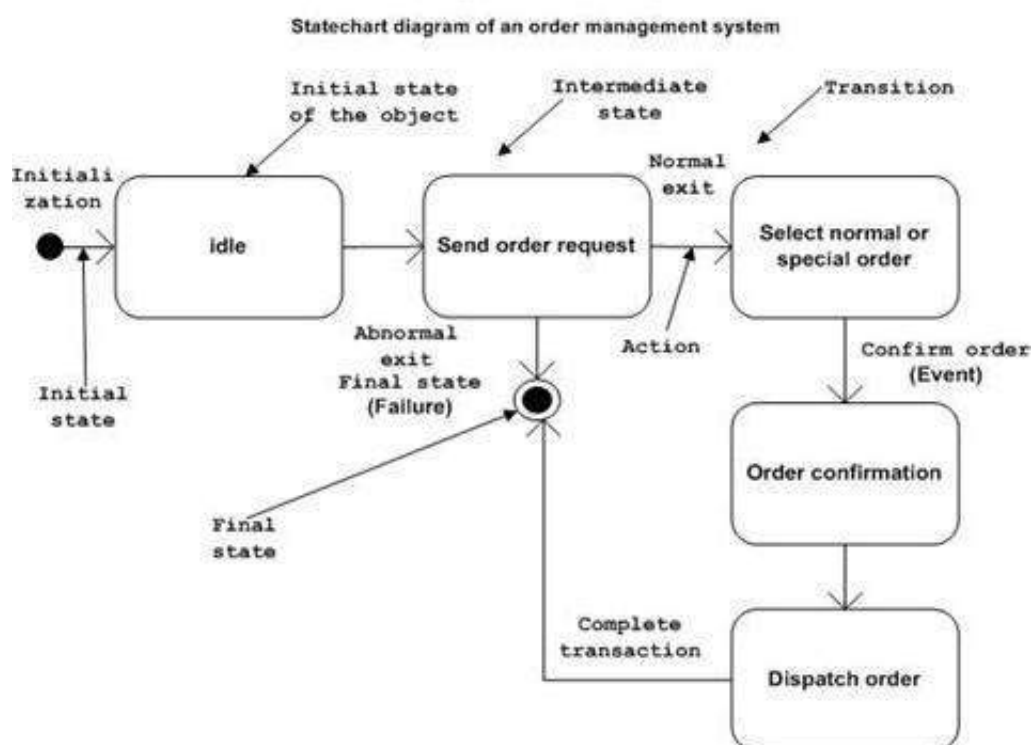 Statechart diagram of an order management system
Initial state
of the object
Intermediate
state
Transition
Initiali
zation
Normal
exit
idle
Send order request
Select normal or
special order
Action
Abnormal
exit
Final state
(Failure)
Confirm order
(Event)
Initial
state
Order confirmation
Final
state
Complete
transaction
Dispatch order